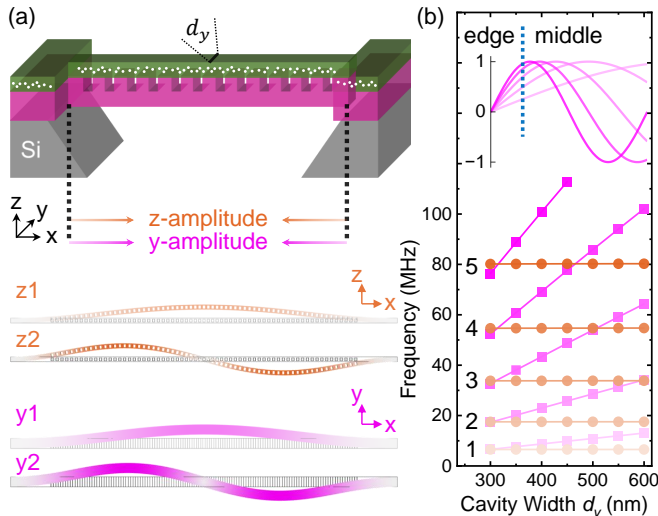 (a)
d_y
Si
z
y
x
z-amplitude
y-amplitude
z1
z
x
z2
y1
y
x
y2
(b)
edge
middle
1
0
−1
Frequency (MHz)
100
80
60
40
20
0
5
4
3
2
1
300
400
500
600
Cavity Width d_y (nm)